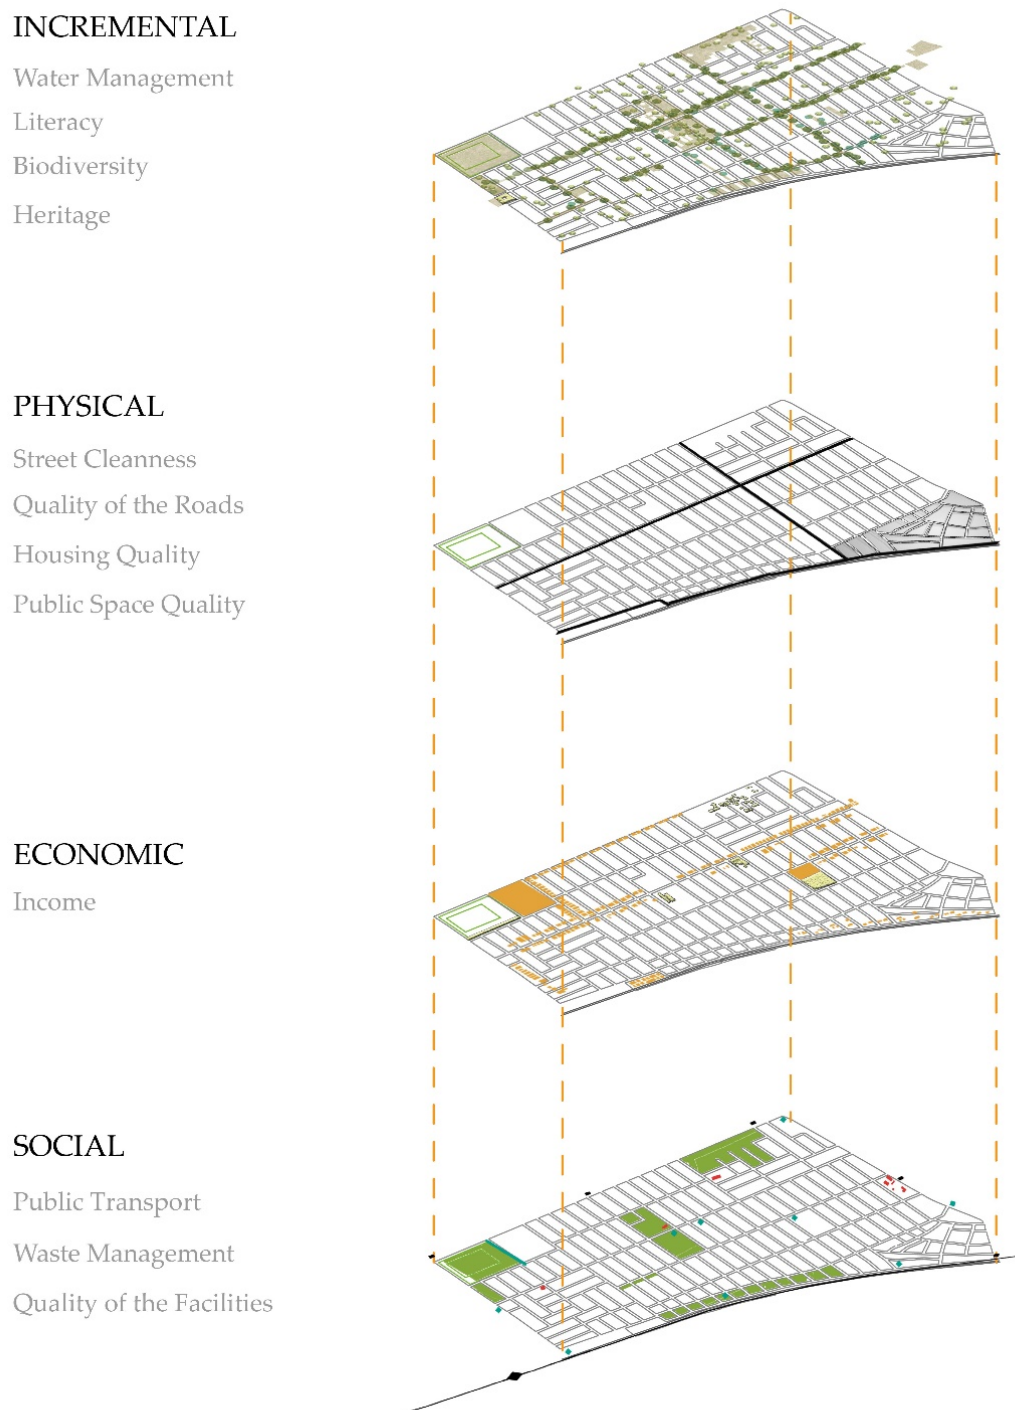 INCREMENTAL
Water Management
Literacy
Biodiversity
Heritage
PHYSICAL
Street Cleanness
Quality of the Roads
Housing Quality
Public Space Quality
ECONOMIC
Income
SOCIAL
Public Transport
Waste Management
Quality of the Facilities